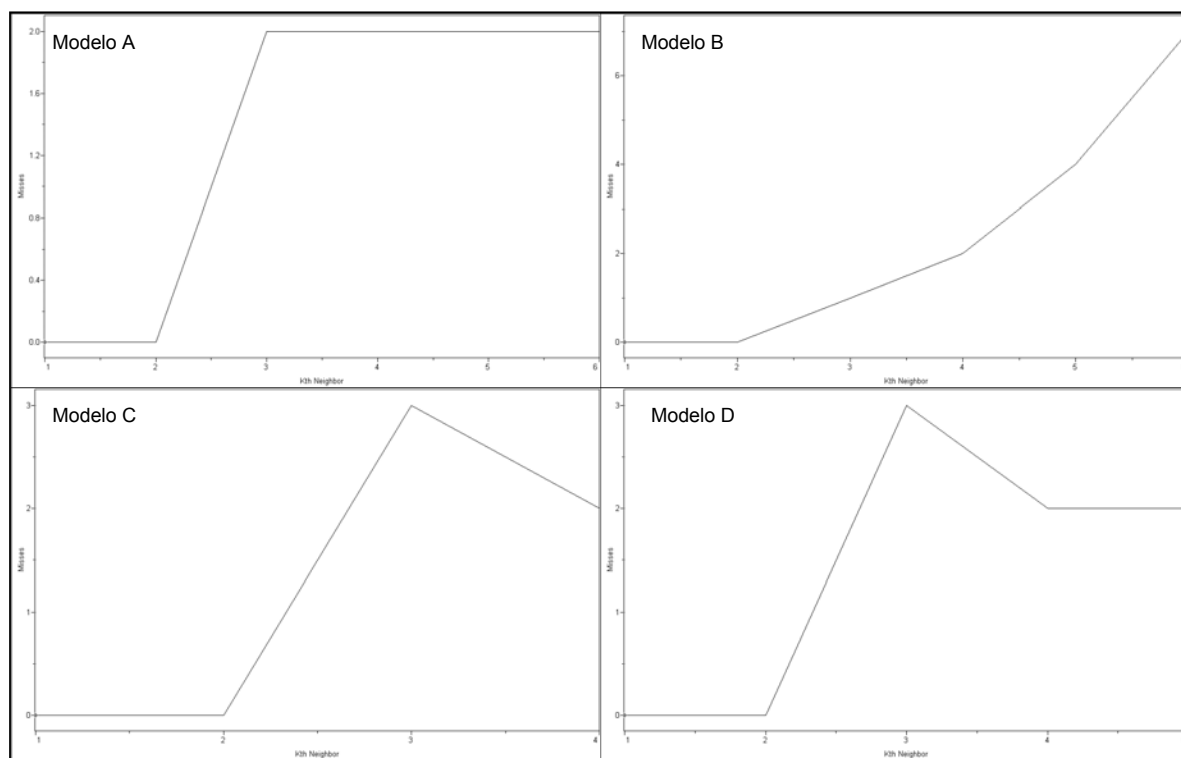 Modelo A
2.0
1.6
1.2
0.8
0.4
0.0
Misses
1 2 3 4 5 6
Kth Neighbor
Modelo B
6
4
2
0
Misses
1 2 4 5
Kth Neighbor
Modelo C
3
2
1
0
Misses
1 2 3 4
Kth Neighbor
Modelo D
3
2
1
0
Misses
1 2 3 4
Kth Neighbor